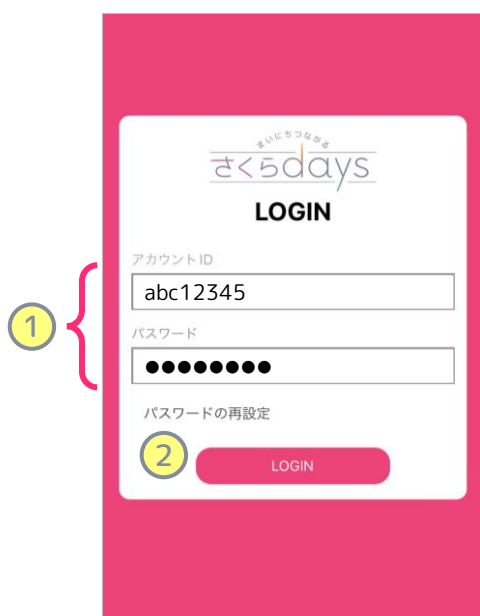 まいにちつながる
さくらdays
LOGIN
アカウントID
abc12345
1
パスワード
●●●●●●●●
パスワードの再設定
2
LOGIN